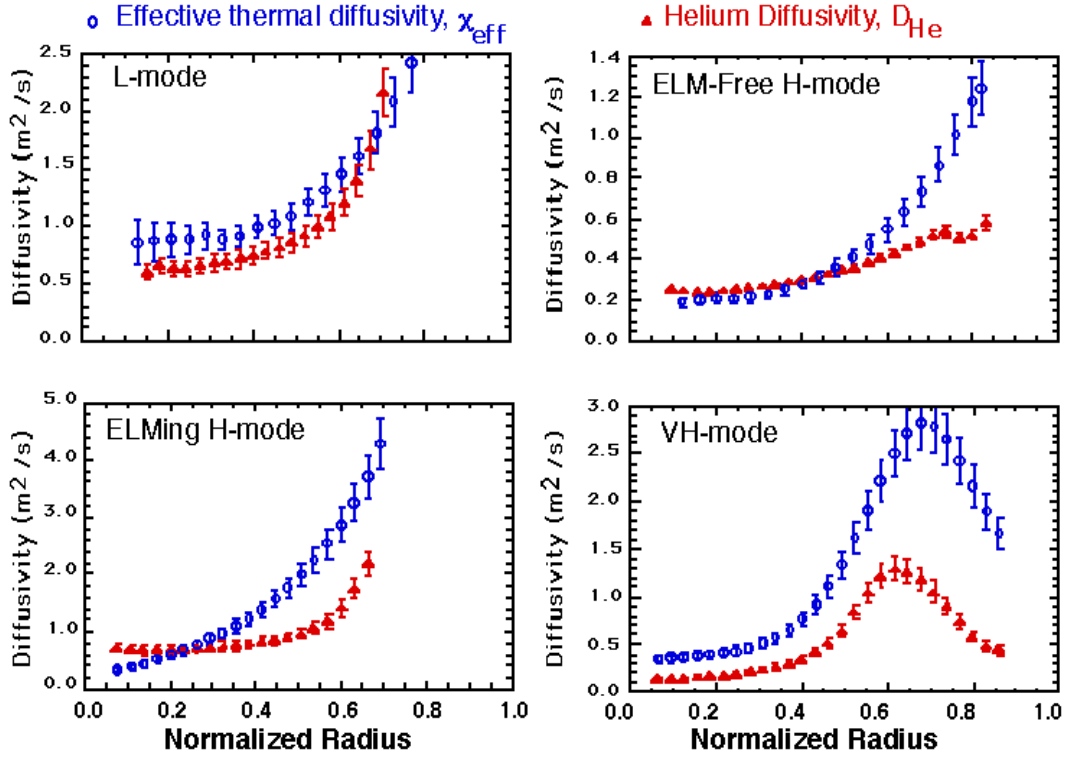 Effective thermal diffusivity, χeff
Helium Diffusivity, DHe
L-mode
Diffusivity (m2 /s)
2.5
2.0
1.5
1.0
0.5
0.0
ELM-Free H-mode
Diffusivity (m2 /s)
1.4
1.2
1.0
0.8
0.6
0.4
0.2
0.0
ELMing H-mode
Diffusivity (m2 /s)
5.0
4.0
3.0
2.0
1.0
0.0
0.0 0.2 0.4 0.6 0.8 1.0
Normalized Radius
VH-mode
Diffusivity (m2 /s)
3.0
2.5
2.0
1.5
1.0
0.5
0.0
0.0 0.2 0.4 0.6 0.8 1.0
Normalized Radius